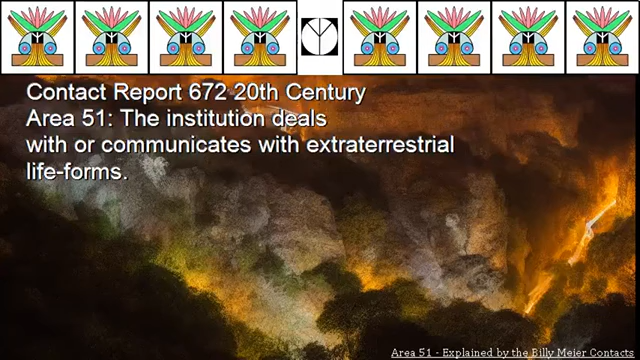 Contact Report 672 20th Century
Area 51: The institution deals
with or communicates with extraterrestrial
life-forms.
Area 51 - Explained by the Billy Meier Contacts